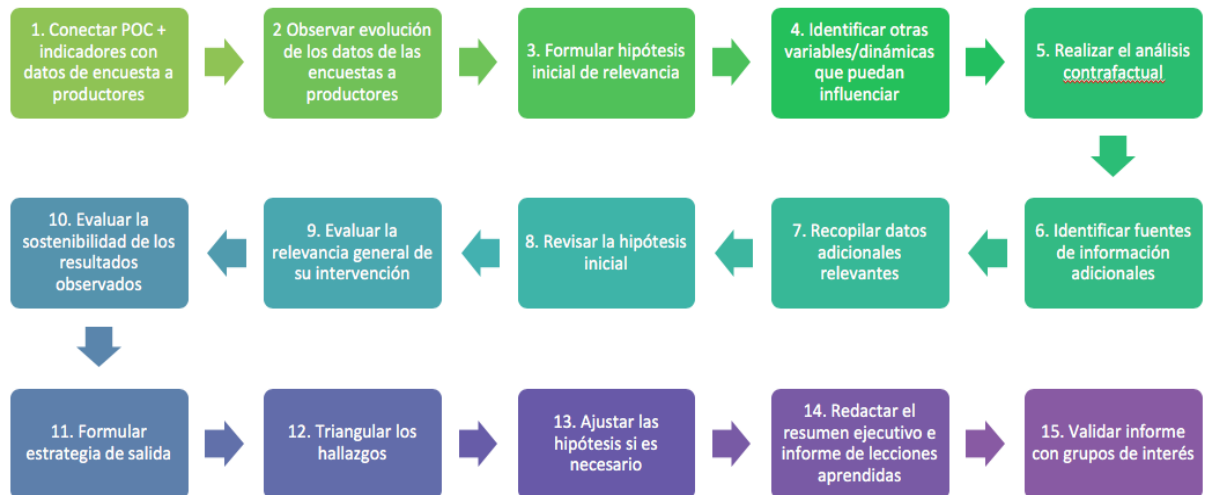 1. Conectar POC +
indicadores con
datos de encuesta a
productores
2 Observar evolución
de los datos de las
encuestas a
productores
3. Formular hipótesis
inicial de relevancia
4. Identificar otras
variables/dinámicas
que puedan
influenciar
5. Realizar el análisis
contrafactual
6. Identificar fuentes
de información
adicionales
7. Recopilar datos
adicionales
relevantes
8. Revisar la hipótesis
inicial
9. Evaluar la
relevancia general de
su intervención
10. Evaluar la
sostenibilidad de los
resultados
observados
11. Formular
estrategia de salida
12. Triangular los
hallazgos
13. Ajustar las
hipótesis si es
necesario
14. Redactar el
resumen ejecutivo e
informe de lecciones
aprendidas
15. Validar informe
con grupos de interés